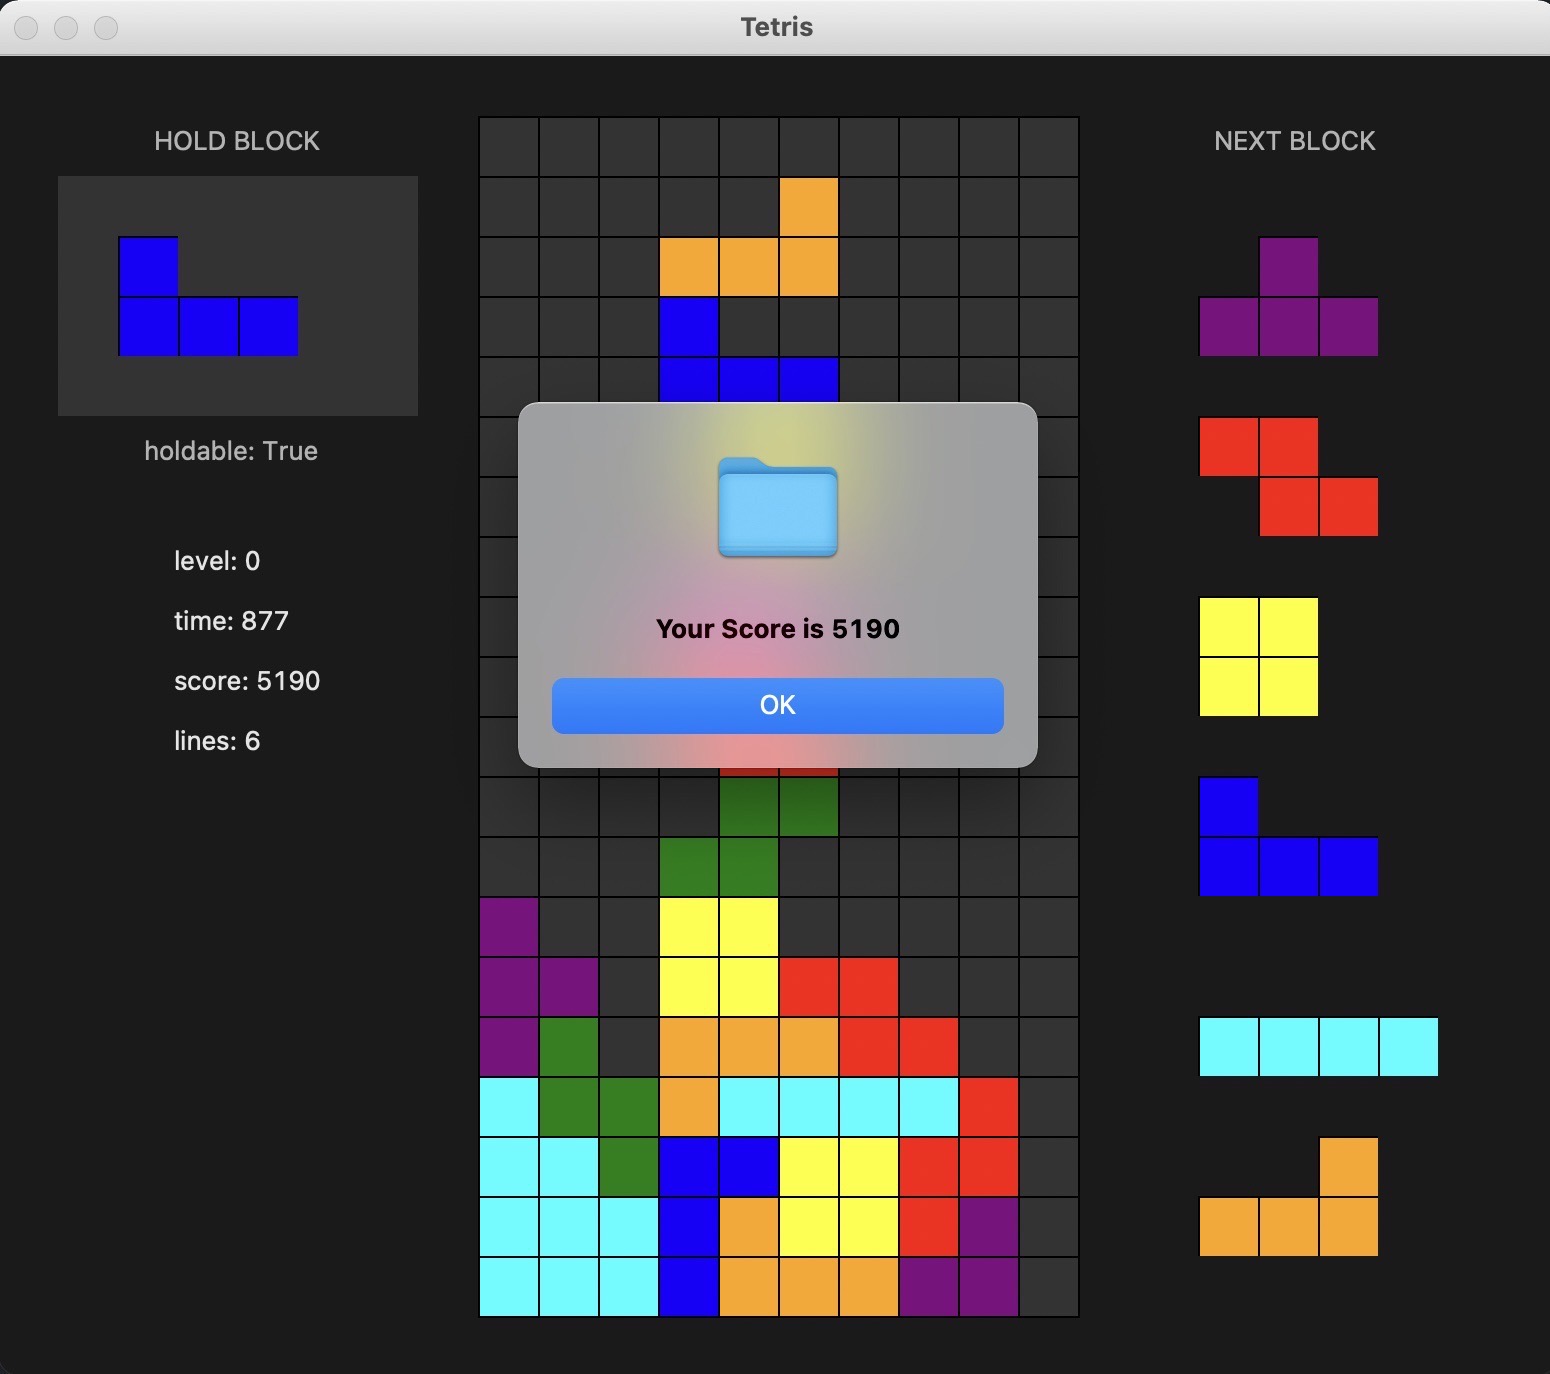 Tetris
HOLD BLOCK
NEXT BLOCK
holdable: True
level: 0
time: 877
score: 5190
lines: 6
Your Score is 5190
OK